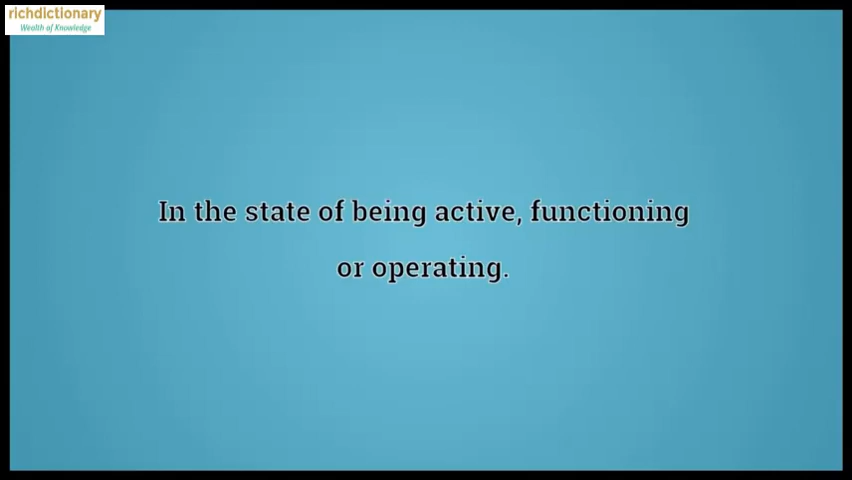 richdictionary
Wealth of Knowledge
In the state of being active, functioning
or operating.